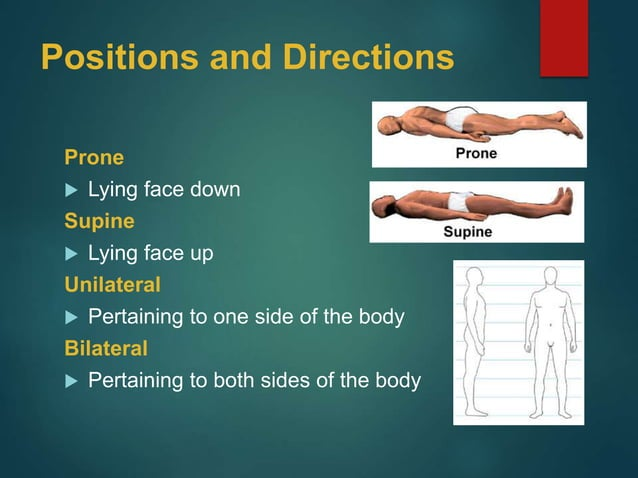 Positions and Directions
Prone
Lying face down
Supine
Lying face up
Unilateral
Pertaining to one side of the body
Bilateral
Pertaining to both sides of the body
Prone
Supine